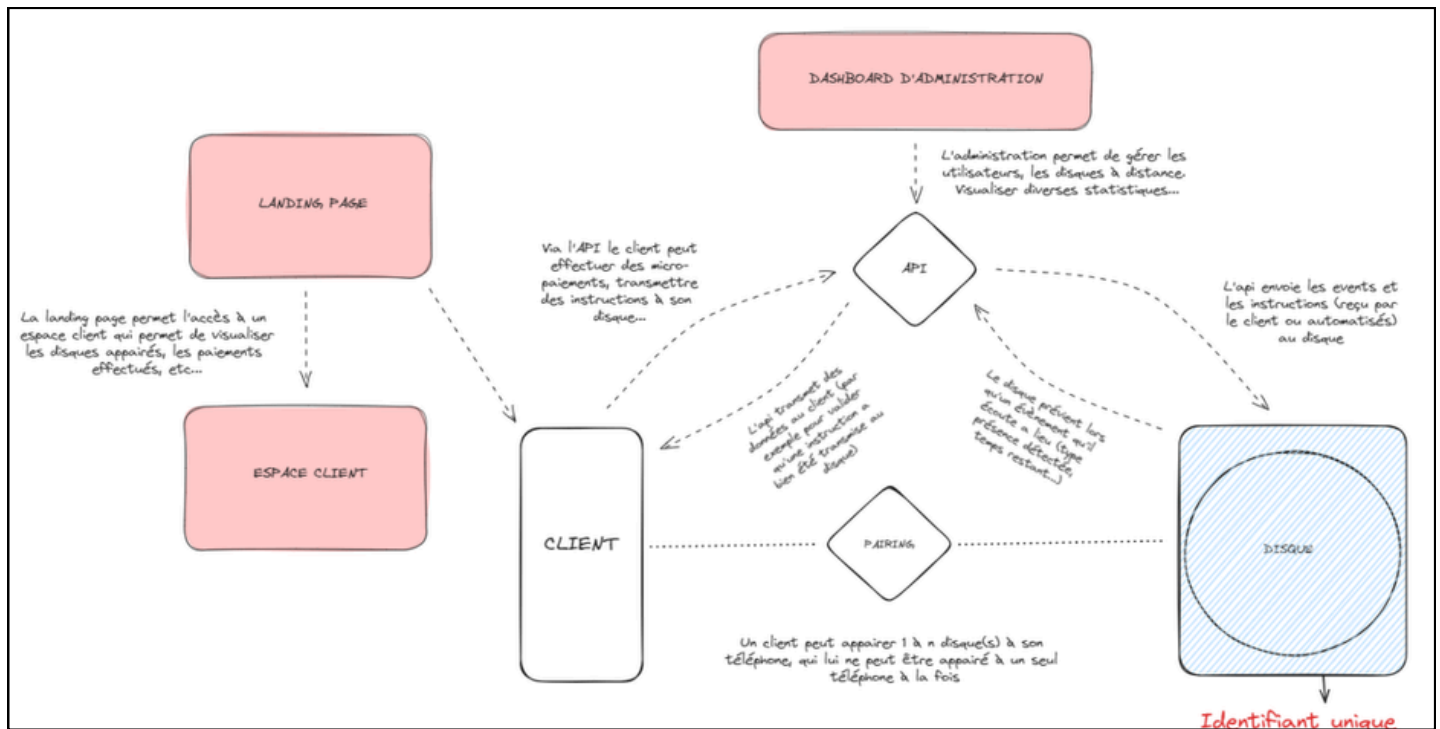 DASHBOARD D'ADMINISTRATION
L'administration permet de gérer les
utilisateurs, les disques à distance.
Visualiser diverses statistiques...
LANDING PAGE
La landing page permet l'accès à un
espace client qui permet de visualiser
les disques appairés, les paiements
effectués, etc...
ESPACE CLIENT
Via l'API le client peut
effectuer des micro-
paiements, transmettre
des instructions à son
disque...
API
L'api envoie les events et
les instructions (reçu par
le client ou automatisés)
au disque
L'api transmet des
données au client (par
exemple pour valider
qu'une instruction a
bien été transmise au
disque)
Le disque prévient lors
qu'un évènement qu'il
écoute a lieu (type
présence détectée,
temps restant...)
CLIENT
PAIRING
DISQUE
Un client peut appairer 1 à n disque(s) à son
téléphone, qui lui ne peut être appairé à un seul
téléphone à la fois
Identifiant unique